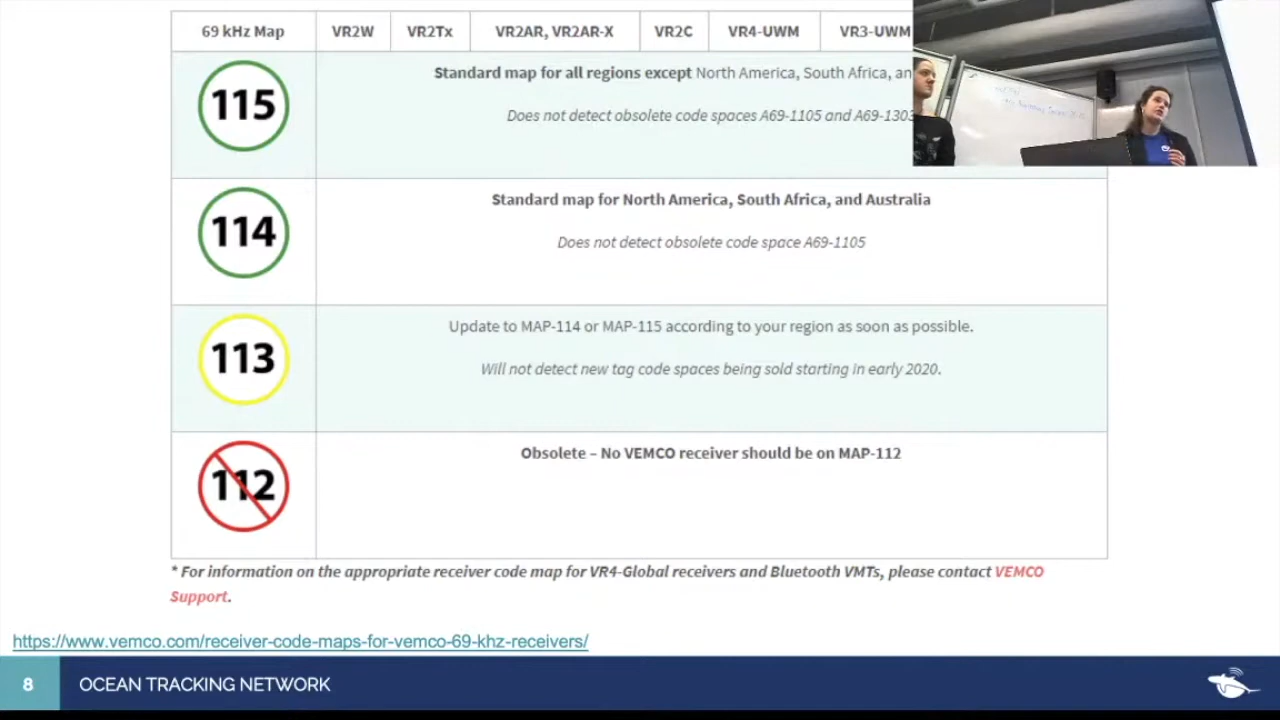 69 kHz Map VR2W VR2Tx VR2AR, VR2AR-X VR2C VR4-UWM VR3-UWM
115
Standard map for all regions except North America, South Africa,
Does not detect obsolete code spaces A69-1105 and A69-1303
114
Standard map for North America, South Africa, and Australia
Does not detect obsolete code space A69-1105
113
Update to MAP-114 or MAP-115 according to your region as soon as possible.
Will not detect new tag code spaces being sold starting in early 2020.
112
Obsolete – No VEMCO receiver should be on MAP-112
* For information on the appropriate receiver code map for VR4-Global receivers and Bluetooth VMTs, please contact VEMCO
Support.
https://www.vemco.com/receiver-code-maps-for-vemco-69-khz-receivers/
8 OCEAN TRACKING NETWORK